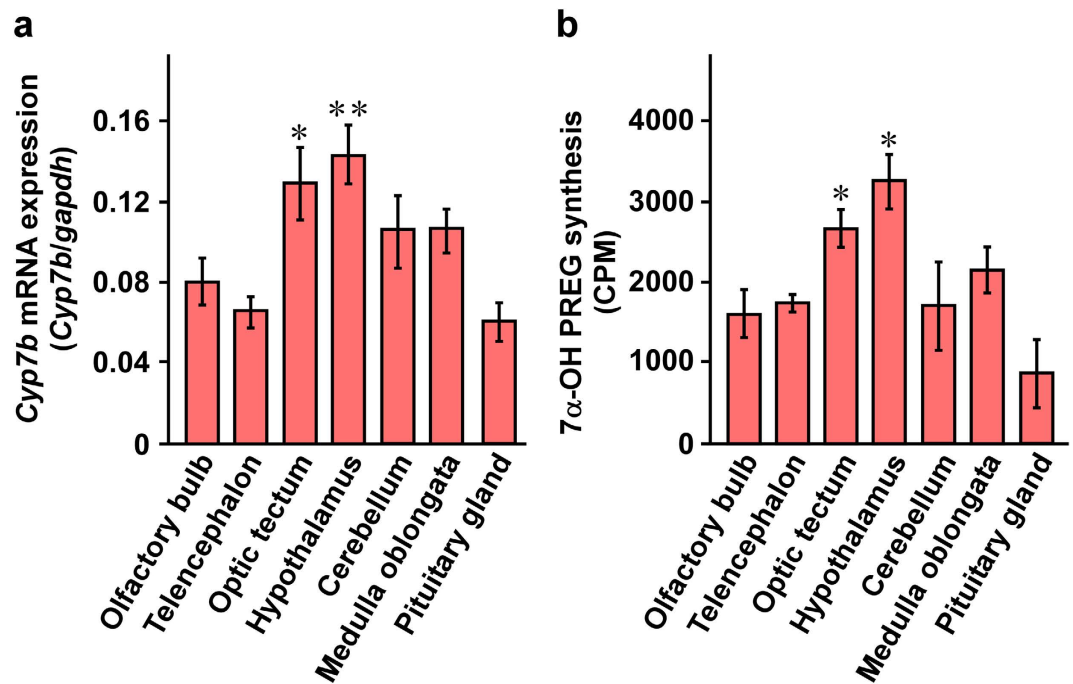 a
Cyp7b mRNA expression
(Cyp7b/gapdh)
0.16
0.12
0.08
0.04
0
*
**
Olfactory bulb
Telencephalon
Optic tectum
Hypothalamus
Cerebellum
Medulla oblongata
Pituitary gland
b
7α-OH PREG synthesis
(CPM)
4000
3000
2000
1000
0
*
*
Olfactory bulb
Telencephalon
Optic tectum
Hypothalamus
Cerebellum
Medulla oblongata
Pituitary gland